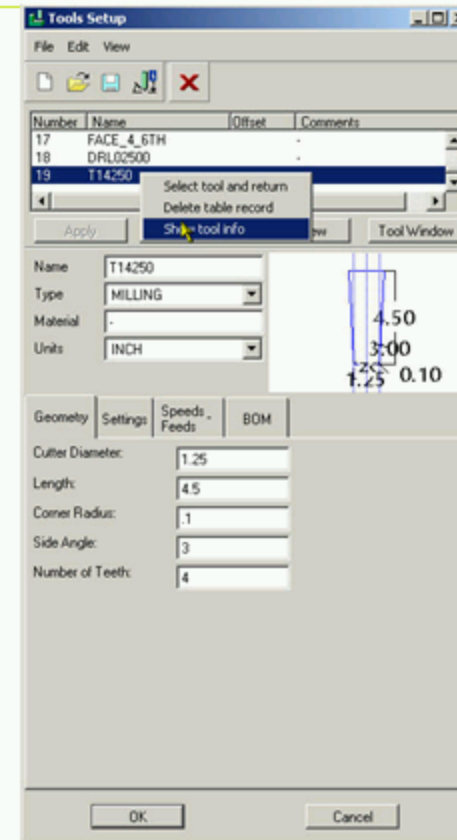 Tools Setup
File Edit View
Number Name Offset Comments
17 FACE_4_6TH -
18 DRL02500 -
19 T14250
Select tool and return
Delete table record
Show tool info
Apply Tool Window
Name T14250
Type MILLING
Material -
Units INCH
4.50
3.00
1.25 0.10
Geometry Settings Speeds - Feeds BOM
Cutter Diameter: 1.25
Length: 4.5
Corner Radius: .1
Side Angle: 3
Number of Teeth: 4
OK Cancel